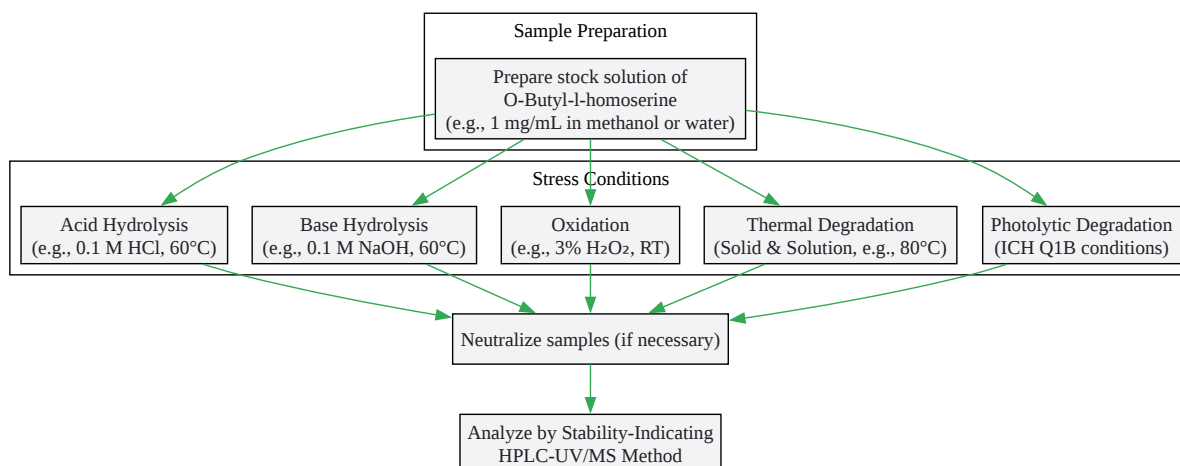 Sample Preparation
Prepare stock solution of
O-Butyl-l-homoserine
(e.g., 1 mg/mL in methanol or water)
Stress Conditions
Acid Hydrolysis
(e.g., 0.1 M HCl, 60°C)
Base Hydrolysis
(e.g., 0.1 M NaOH, 60°C)
Oxidation
(e.g., 3% H₂O₂, RT)
Thermal Degradation
(Solid & Solution, e.g., 80°C)
Photolytic Degradation
(ICH Q1B conditions)
Neutralize samples (if necessary)
Analyze by Stability-Indicating
HPLC-UV/MS Method